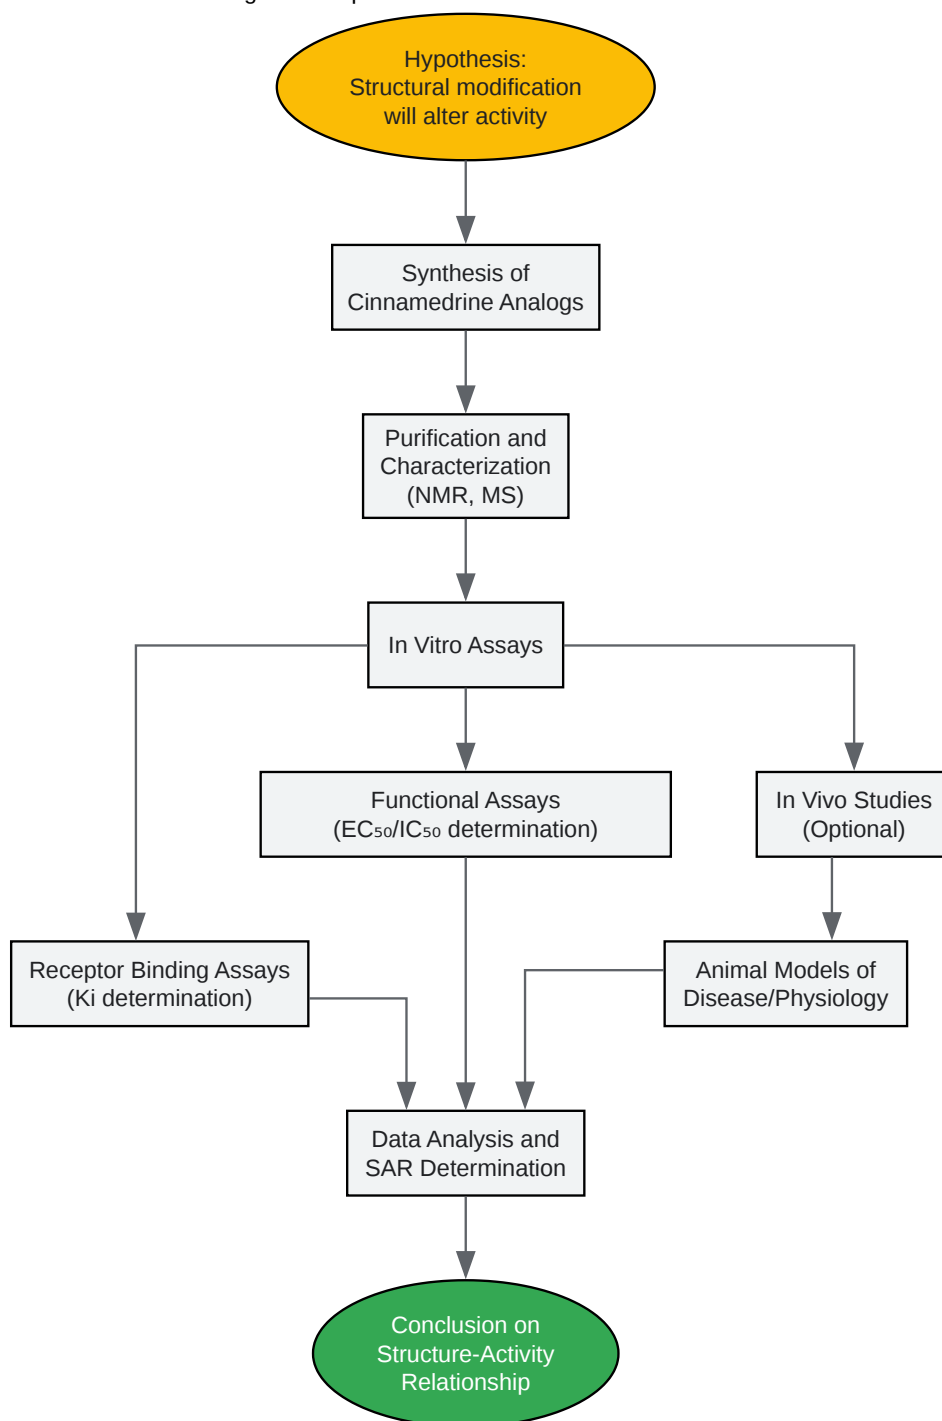 Hypothesis:
Structural modification
will alter activity
Synthesis of
Cinnamedrine Analogs
Purification and
Characterization
(NMR, MS)
In Vitro Assays
Functional Assays
(EC₅₀/IC₅₀ determination)
In Vivo Studies
(Optional)
Receptor Binding Assays
(Ki determination)
Animal Models of
Disease/Physiology
Data Analysis and
SAR Determination
Conclusion on
Structure-Activity
Relationship